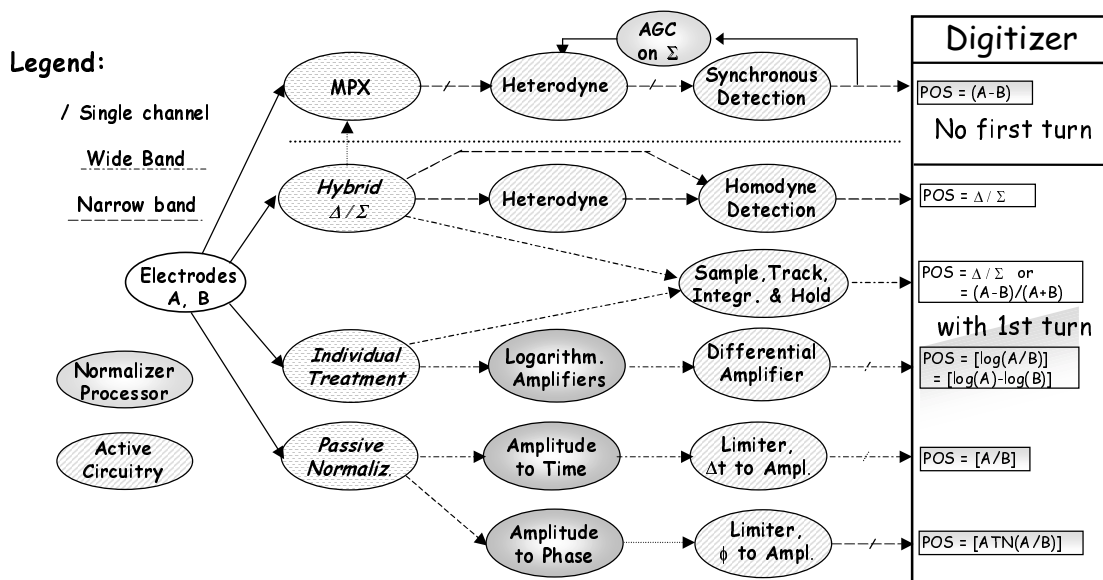 Legend:
/ Single channel
Wide Band
Narrow band
Electrodes
A, B
Normalizer
Processor
Active
Circuitry
AGC
on Σ
MPX
Heterodyne
Synchronous
Detection
Hybrid
Δ / Σ
Heterodyne
Homodyne
Detection
Sample, Track,
Integr. & Hold
Individual
Treatment
Logarithm.
Amplifiers
Differential
Amplifier
Passive
Normaliz.
Amplitude
to Time
Limiter,
Δt to Ampl.
Amplitude
to Phase
Limiter,
ϕ to Ampl.
Digitizer
POS = (A-B)
No first turn
POS = Δ / Σ
POS = Δ / Σ or
= (A-B)/(A+B)
with 1st turn
POS = [log(A/B)]
= [log(A)-log(B)]
POS = [A/B]
POS = [ATN(A/B)]